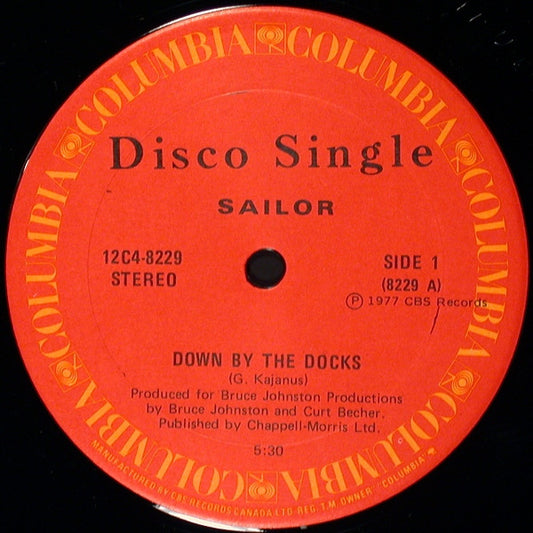 COLUMBIA COLUMBIA COLUMBIA COLUMBIA COLUMBIA COLUMBIA COLUMBIA COLUMBIA
Disco Single
SAILOR
12C4-8229
STEREO
SIDE 1
(8229 A)
Ⓟ 1977 CBS Records
DOWN BY THE DOCKS
(G. Kajanus)
Produced for Bruce Johnston Productions
by Bruce Johnston and Curt Becher.
Published by Chappell-Morris Ltd.
5:30
MANUFACTURED BY CBS RECORDS CANADA LTD. REG. T.M. OWNER "COLUMBIA"